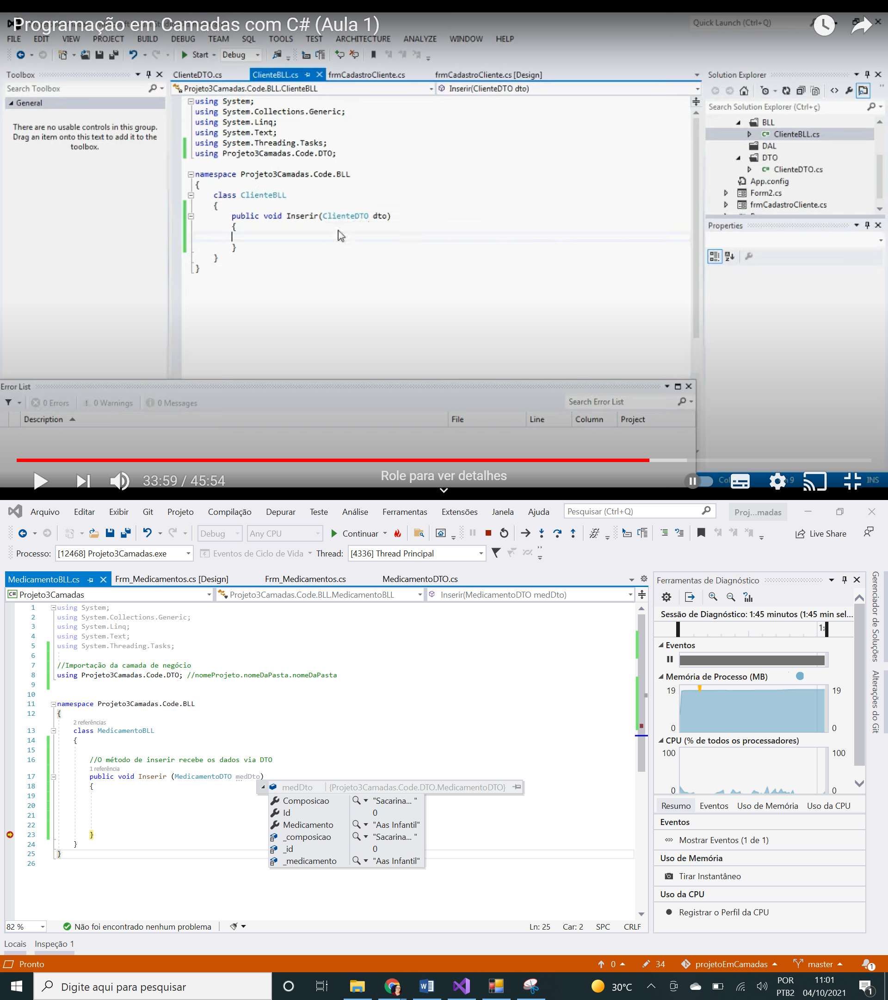 Programação em Camadas com C# (Aula 1)
Quick Launch (Ctrl+Q)
FILE EDIT VIEW PROJECT BUILD DEBUG TEAM SQL TOOLS TEST ARCHITECTURE ANALYZE WINDOW HELP
Start Debug
Toolbox
Search Toolbox
General
There are no usable controls in this group.
Drag an item onto this text to add it to the
toolbox.
ClienteDTO.cs ClienteBLL.cs frmCadastroCliente.cs frmCadastroCliente.cs [Design]
Projeto3Camadas.Code.BLL.ClienteBLL Inserir(ClienteDTO dto)
using System;
using System.Collections.Generic;
using System.Linq;
using System.Text;
using System.Threading.Tasks;
using Projeto3Camadas.Code.DTO;
namespace Projeto3Camadas.Code.BLL
{
class ClienteBLL
{
public void Inserir(ClienteDTO dto)
{
}
}
}
Solution Explorer
Search Solution Explorer (Ctrl+ç)
BLL
C# ClienteBLL.cs
DAL
DTO
C# ClienteDTO.cs
App.config
Form2.cs
frmCadastroCliente.cs
Properties
Error List
0 Errors 0 Warnings 0 Messages
Search Error List
Description File Line Column Project
33:59 / 45:54
Role para ver detalhes
INS
Arquivo Editar Exibir Git Projeto Compilação Depurar Teste Análise Ferramentas Extensões Janela Ajuda
Pesquisar (Ctrl+Q)
Proj...madas
Debug Any CPU Continuar Live Share
Processo: [12468] Projeto3Camadas.exe Eventos de Ciclo de Vida Thread: [4336] Thread Principal
MedicamentoBLL.cs Frm_Medicamentos.cs [Design] Frm_Medicamentos.cs MedicamentoDTO.cs
C# Projeto3Camadas Projeto3Camadas.Code.BLL.MedicamentoBLL Inserir(MedicamentoDTO medDto)
1 using System;
2 using System.Collections.Generic;
3 using System.Linq;
4 using System.Text;
5 using System.Threading.Tasks;
6
7 //Importação da camada de negócio
8 using Projeto3Camadas.Code.DTO; //nomeProjeto.nomeDaPasta.nomeDaPasta
9
10
11 namespace Projeto3Camadas.Code.BLL
12 {
2 referências
13 class MedicamentoBLL
14 {
15
16 //O método de inserir recebe os dados via DTO
1 referência
17 public void Inserir (MedicamentoDTO medDto)
18 {
19
20
21
22
23 }
24 }
25 }
26
medDto {Projeto3Camadas.Code.DTO.MedicamentoDTO}
Composicao "Sacarina... "
Id 0
Medicamento "Aas Infantil"
_composicao "Sacarina... "
_id 0
_medicamento "Aas Infantil"
Ferramentas de Diagnóstico
Sessão de Diagnóstico: 1:45 minutos (1:45 min sel...
Eventos
Memória de Processo (MB)
19 19
0 0
CPU (% de todos os processadores)
100 100
0 0
Resumo Eventos Uso de Memória Uso da CPU
Eventos
Mostrar Eventos (1 de 1)
Uso de Memória
Tirar Instantâneo
Uso da CPU
Registrar o Perfil da CPU
Gerenciador de Soluções
Alterações do Git
82 % Não foi encontrado nenhum problema Ln: 25 Car: 2 SPC CRLF
Locais Inspeção 1
Pronto 0 34 projetoEmCamadas master 1
Digite aqui para pesquisar
30°C
POR
PTB2
11:01
04/10/2021
1